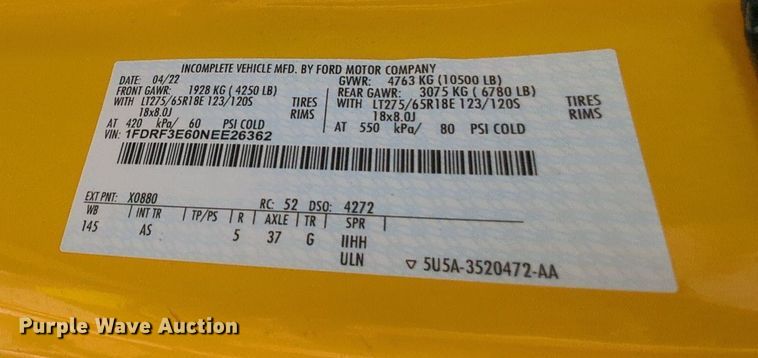 INCOMPLETE VEHICLE MFD. BY FORD MOTOR COMPANY
DATE: 04/22 GVWR: 4763 KG (10500 LB)
FRONT GAWR: 1928 KG ( 4250 LB) REAR GAWR: 3075 KG ( 6780 LB)
WITH LT275/65R18E 123/120S TIRES WITH LT275/65R18E 123/120S TIRES
18x8.0J RIMS 18x8.0J RIMS
AT 420 kPa/ 60 PSI COLD AT 550 kPa/ 80 PSI COLD
VIN: 1FDRF3E60NEE26362
EXT PNT: X0880 RC: 52 DSO: 4272
WB INT TR TP/PS R AXLE TR SPR
145 AS 5 37 G IIHH
ULN ▽ 5U5A-3520472-AA
Purple Wave Auction